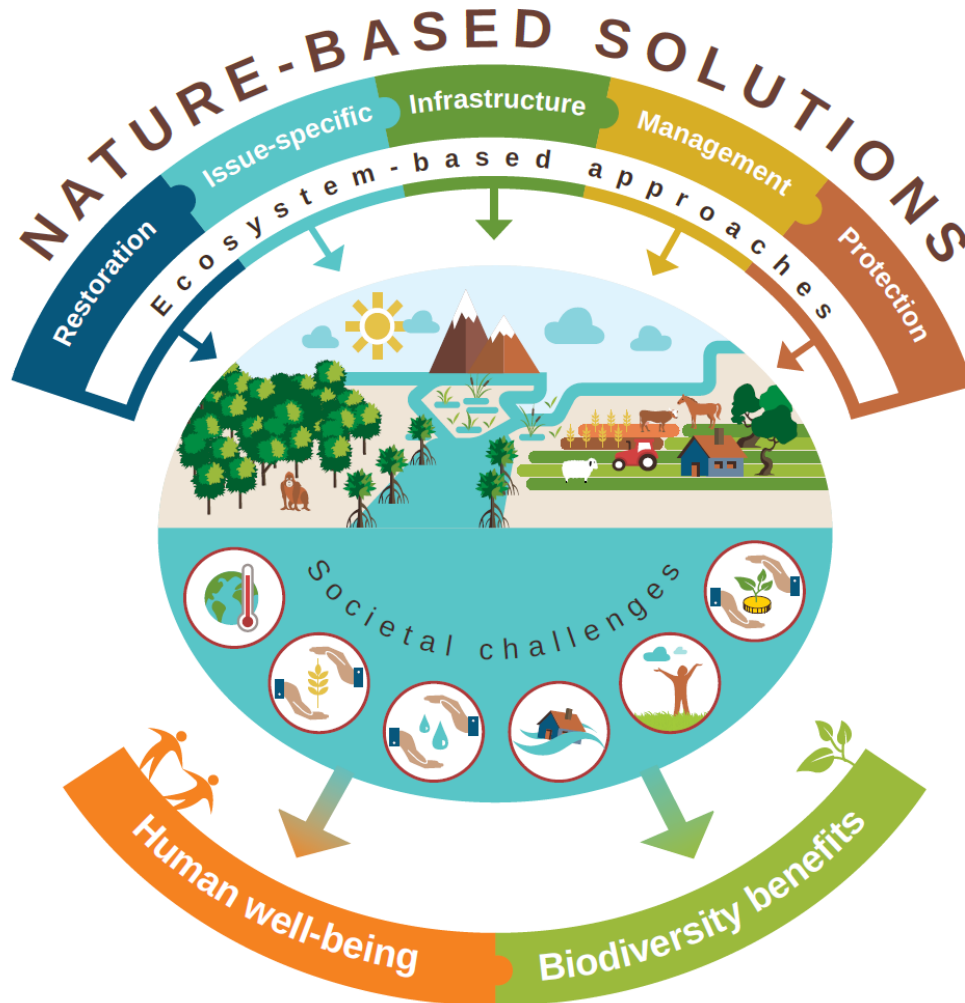 NATURE-BASED SOLUTIONS
Restoration
Issue-specific
Infrastructure
Management
Protection
Ecosystem-based approaches
Societal challenges
Human well-being
Biodiversity benefits